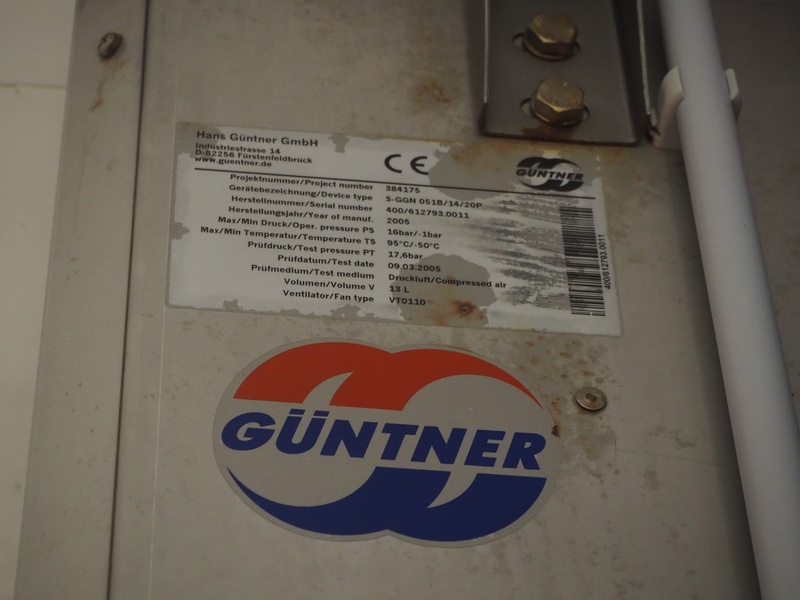 Hans Güntner GmbH
Industriestrasse 14
D-82256 Fürstenfeldbruck
www.guentner.de
CE
GÜNTNER
Projektnummer/Project number 384175
Gerätebezeichnung/Device type S-GGN 051B/14/20P
Herstellnummer/Serial number 400/612793.0011
Herstellungsjahr/Year of manuf. 2005
Max/Min Druck/Oper. pressure PS 16bar/-1bar
Max/Min Temperatur/Temperature TS 95°C/-50°C
Prüfdruck/Test pressure PT 17,6bar
Prüfdatum/Test date 09.03.2005
Prüfmedium/Test medium Druckluft/Compressed air
Volumen/Volume V 13 L
Ventilator/Fan type VT0110
400/612793.0011
GÜNTNER